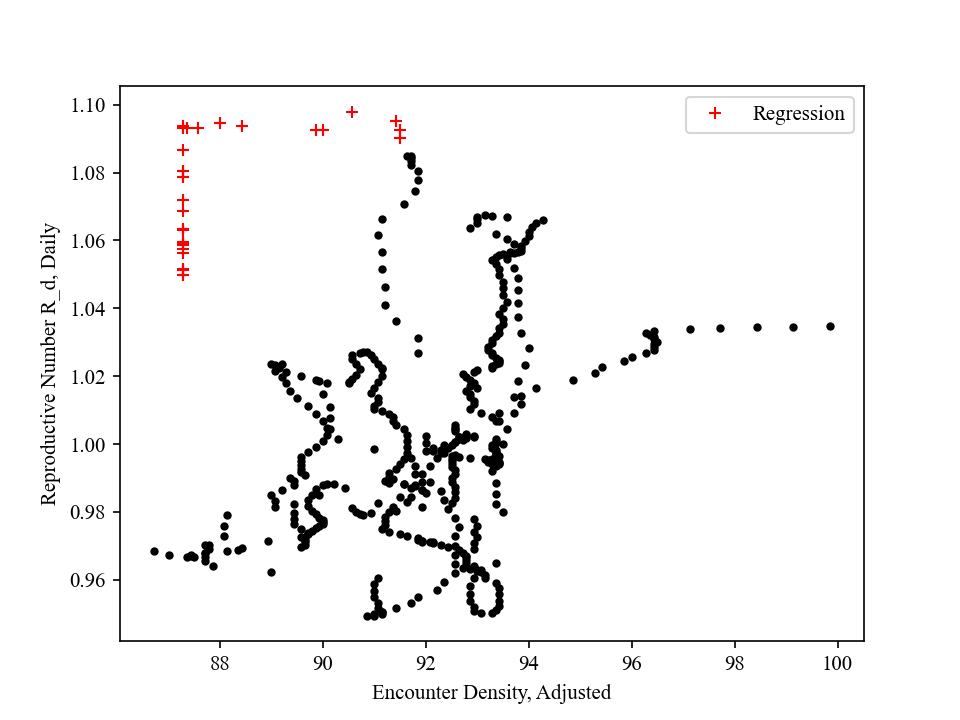 Regression
1.10
1.08
1.06
1.04
1.02
1.00
0.98
0.96
Reproductive Number R_d, Daily
88 90 92 94 96 98 100
Encounter Density, Adjusted